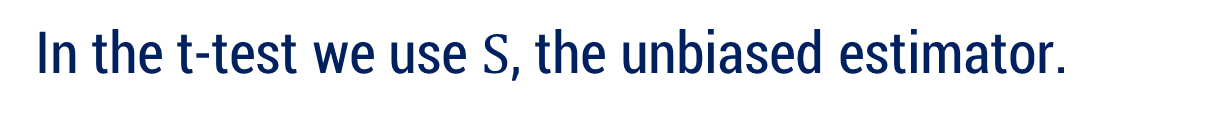 In the t-test we use S, the unbiased estimator.